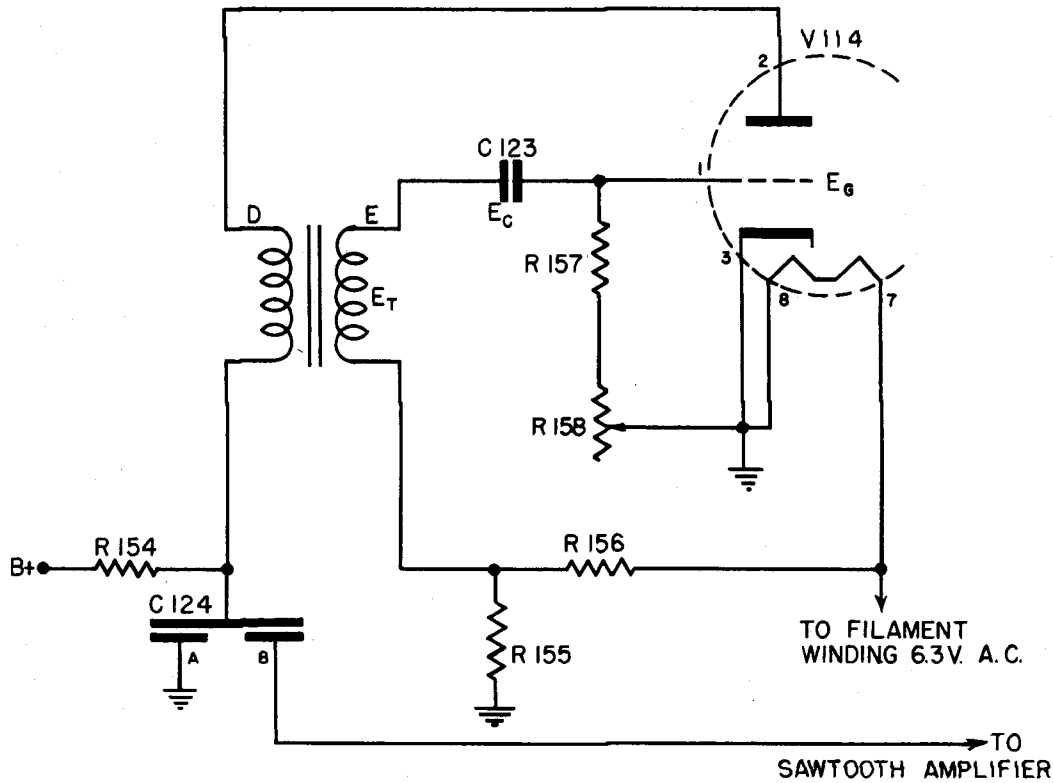 V114
2
C123
1
E_G
E_C
D
E
3
R157
E_T
8
7
R158
R154
R156
B+
C124
TO FILAMENT
WINDING 6.3V. A.C.
A
B
R155
TO
SAWTOOTH AMPLIFIER